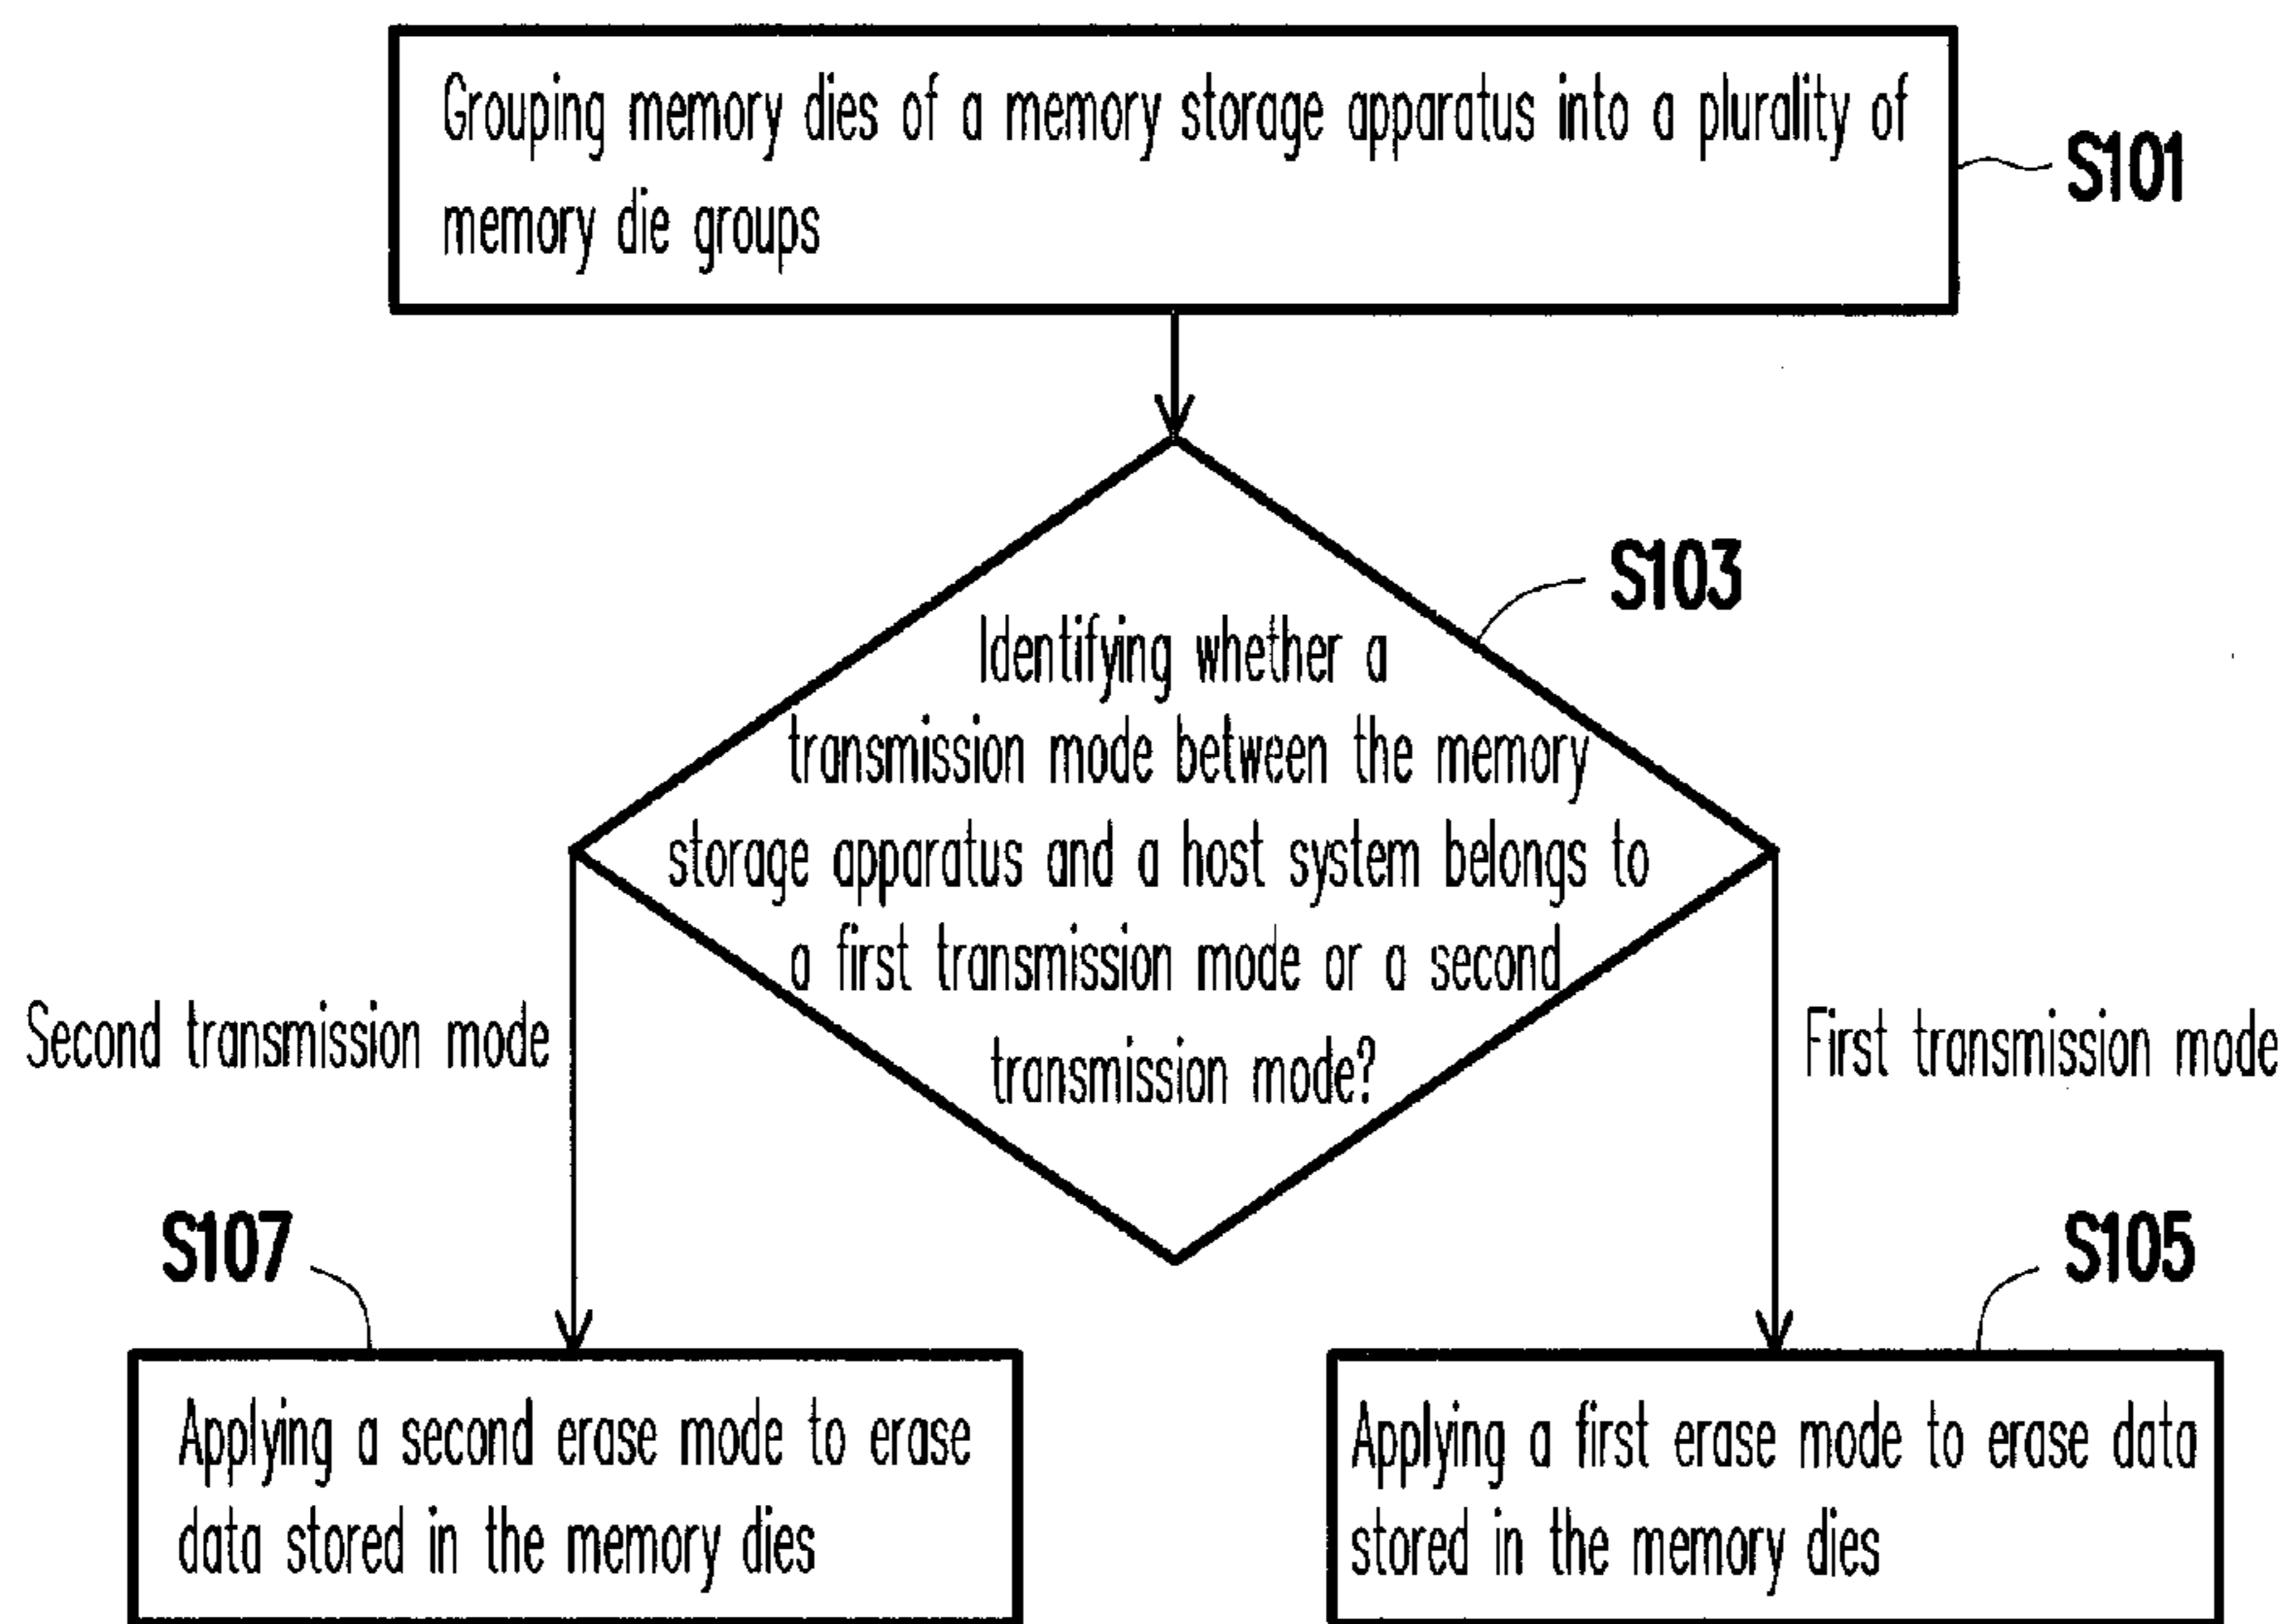 Grouping memory dies of a memory storage apparatus into a plurality of
memory die groups
S101
S103
Identifying whether a
transmission mode between the memory
storage apparatus and a host system belongs to
a first transmission mode or a second
transmission mode?
Second transmission mode
First transmission mode
S107
S105
Applying a second erase mode to erase
data stored in the memory dies
Applying a first erase mode to erase data
stored in the memory dies